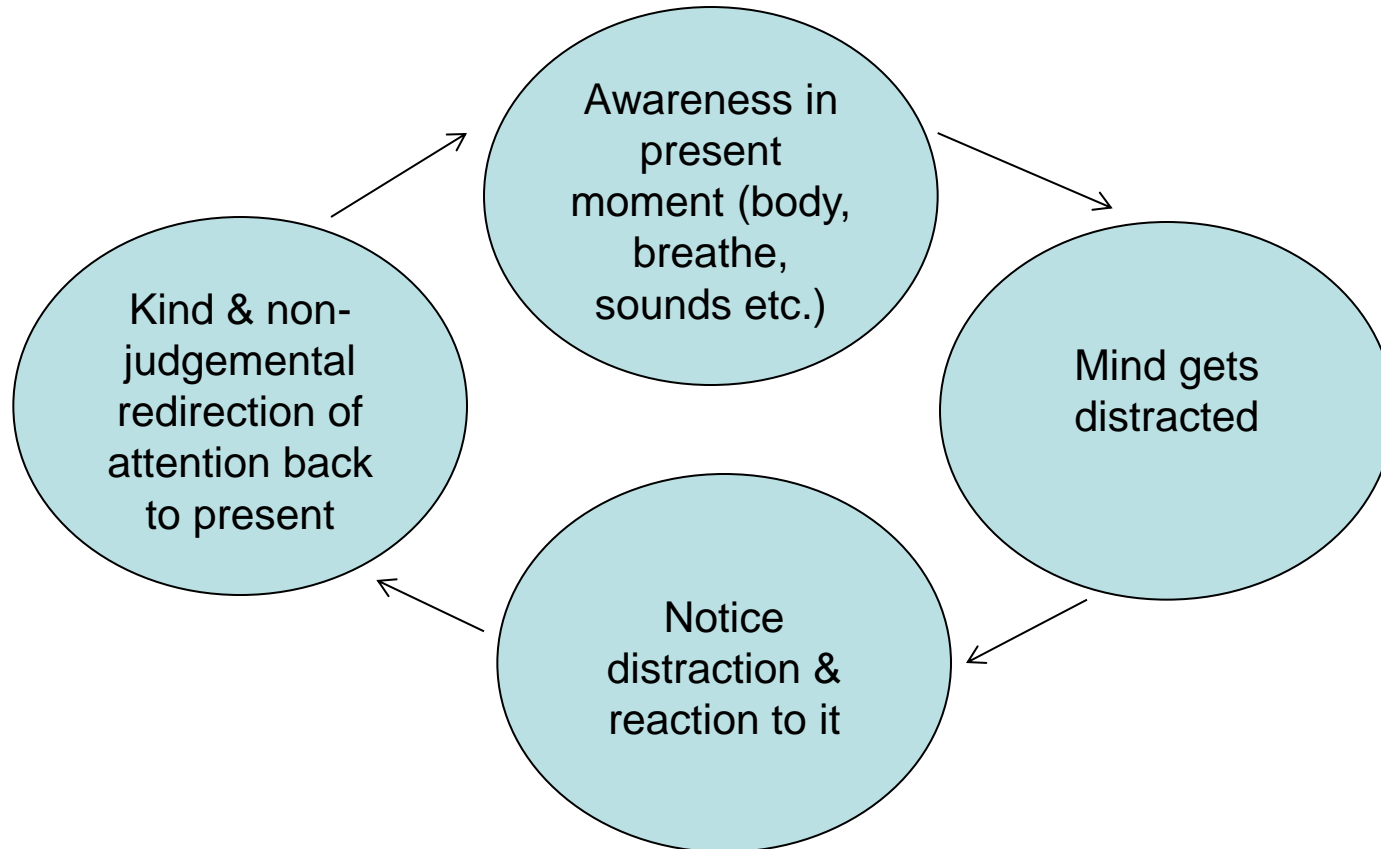 Awareness in
present
moment (body,
breathe,
sounds etc.)
Mind gets
distracted
Notice
distraction &
reaction to it
Kind & non-
judgemental
redirection of
attention back
to present